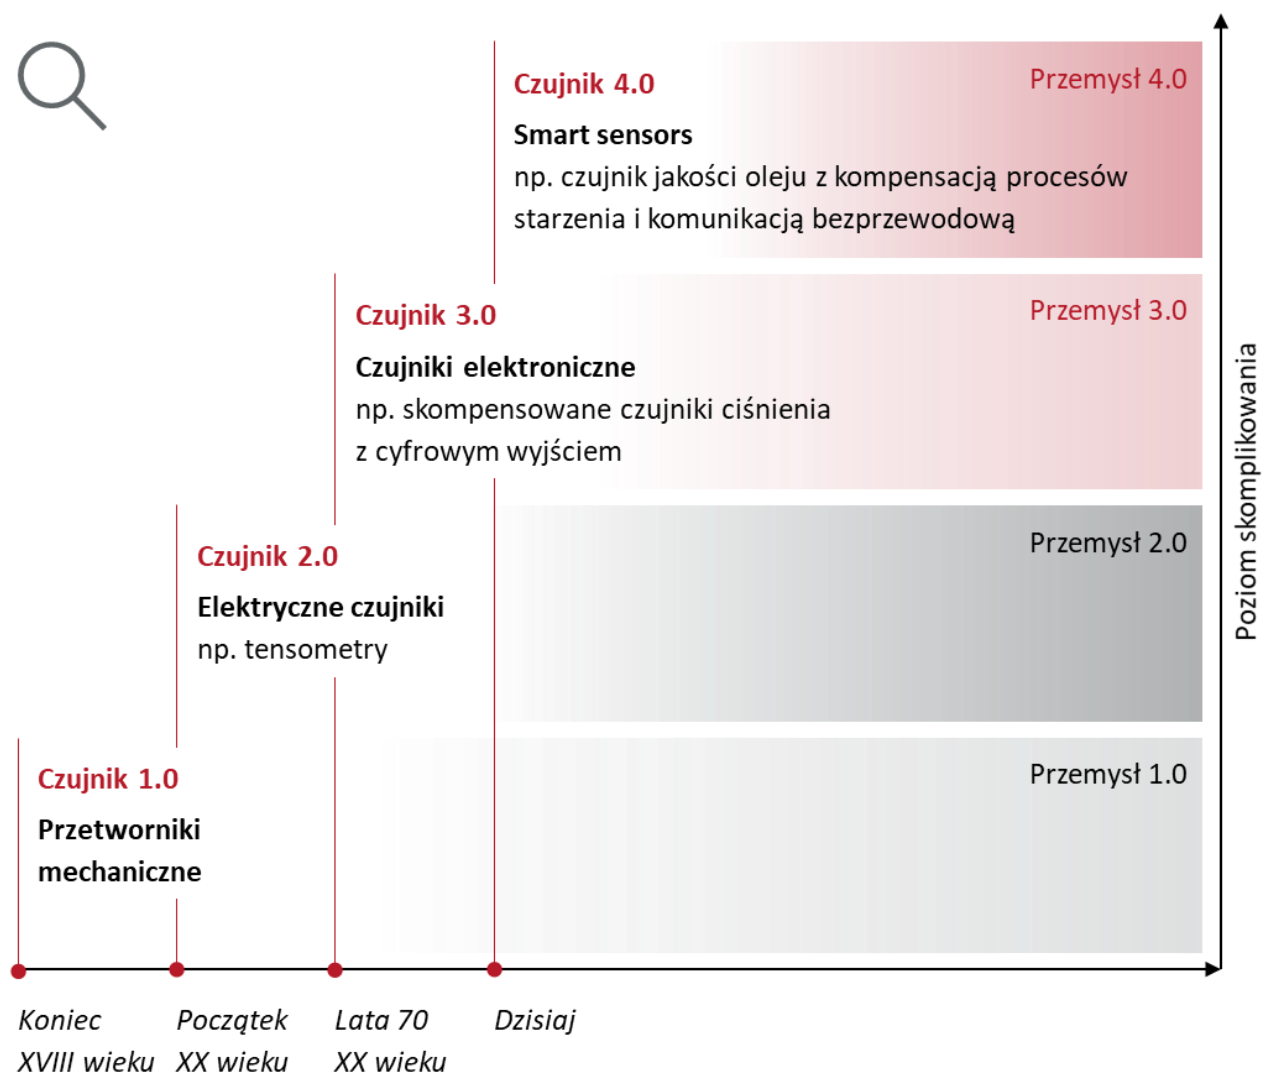 Czujnik 4.0
Przemysł 4.0
Smart sensors
np. czujnik jakości oleju z kompensacją procesów
starzenia i komunikacją bezprzewodową
Czujnik 3.0
Przemysł 3.0
Czujniki elektroniczne
np. skompensowane czujniki ciśnienia
z cyfrowym wyjściem
Czujnik 2.0
Przemysł 2.0
Elektryczne czujniki
np. tensometry
Czujnik 1.0
Przemysł 1.0
Przetworniki
mechaniczne
Poziom skomplikowania
Koniec
XVIII wieku
Początek
XX wieku
Lata 70
XX wieku
Dzisiaj